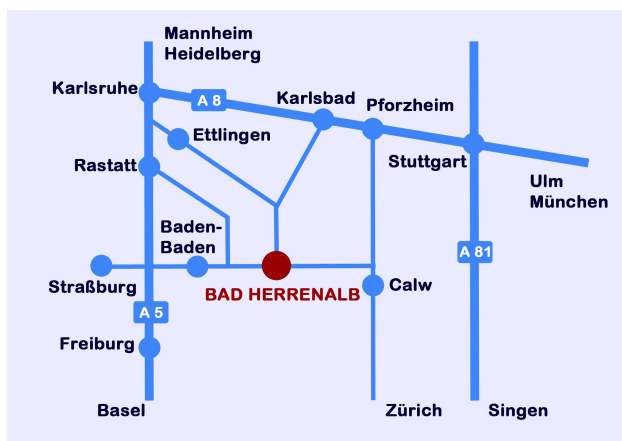 Mannheim
Heidelberg
Karlsruhe
A 8
Karlsbad
Pforzheim
Ettlingen
Rastatt
Stuttgart
Ulm
München
Baden-
Baden
A 81
Straßburg
BAD HERRENALB
Calw
A 5
Freiburg
Basel
Zürich
Singen